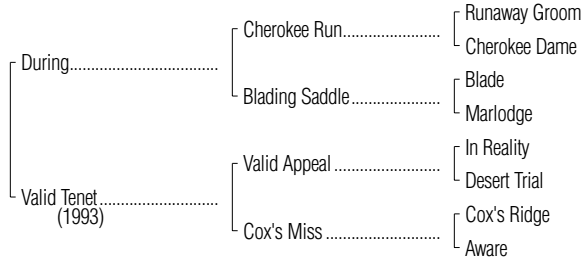 Runaway Groom
Cherokee Run
Cherokee Dame
During
Blade
Blading Saddle
Marlodge
In Reality
Valid Appeal
Desert Trial
Valid Tenet
(1993)
Cox's Ridge
Cox's Miss
Aware